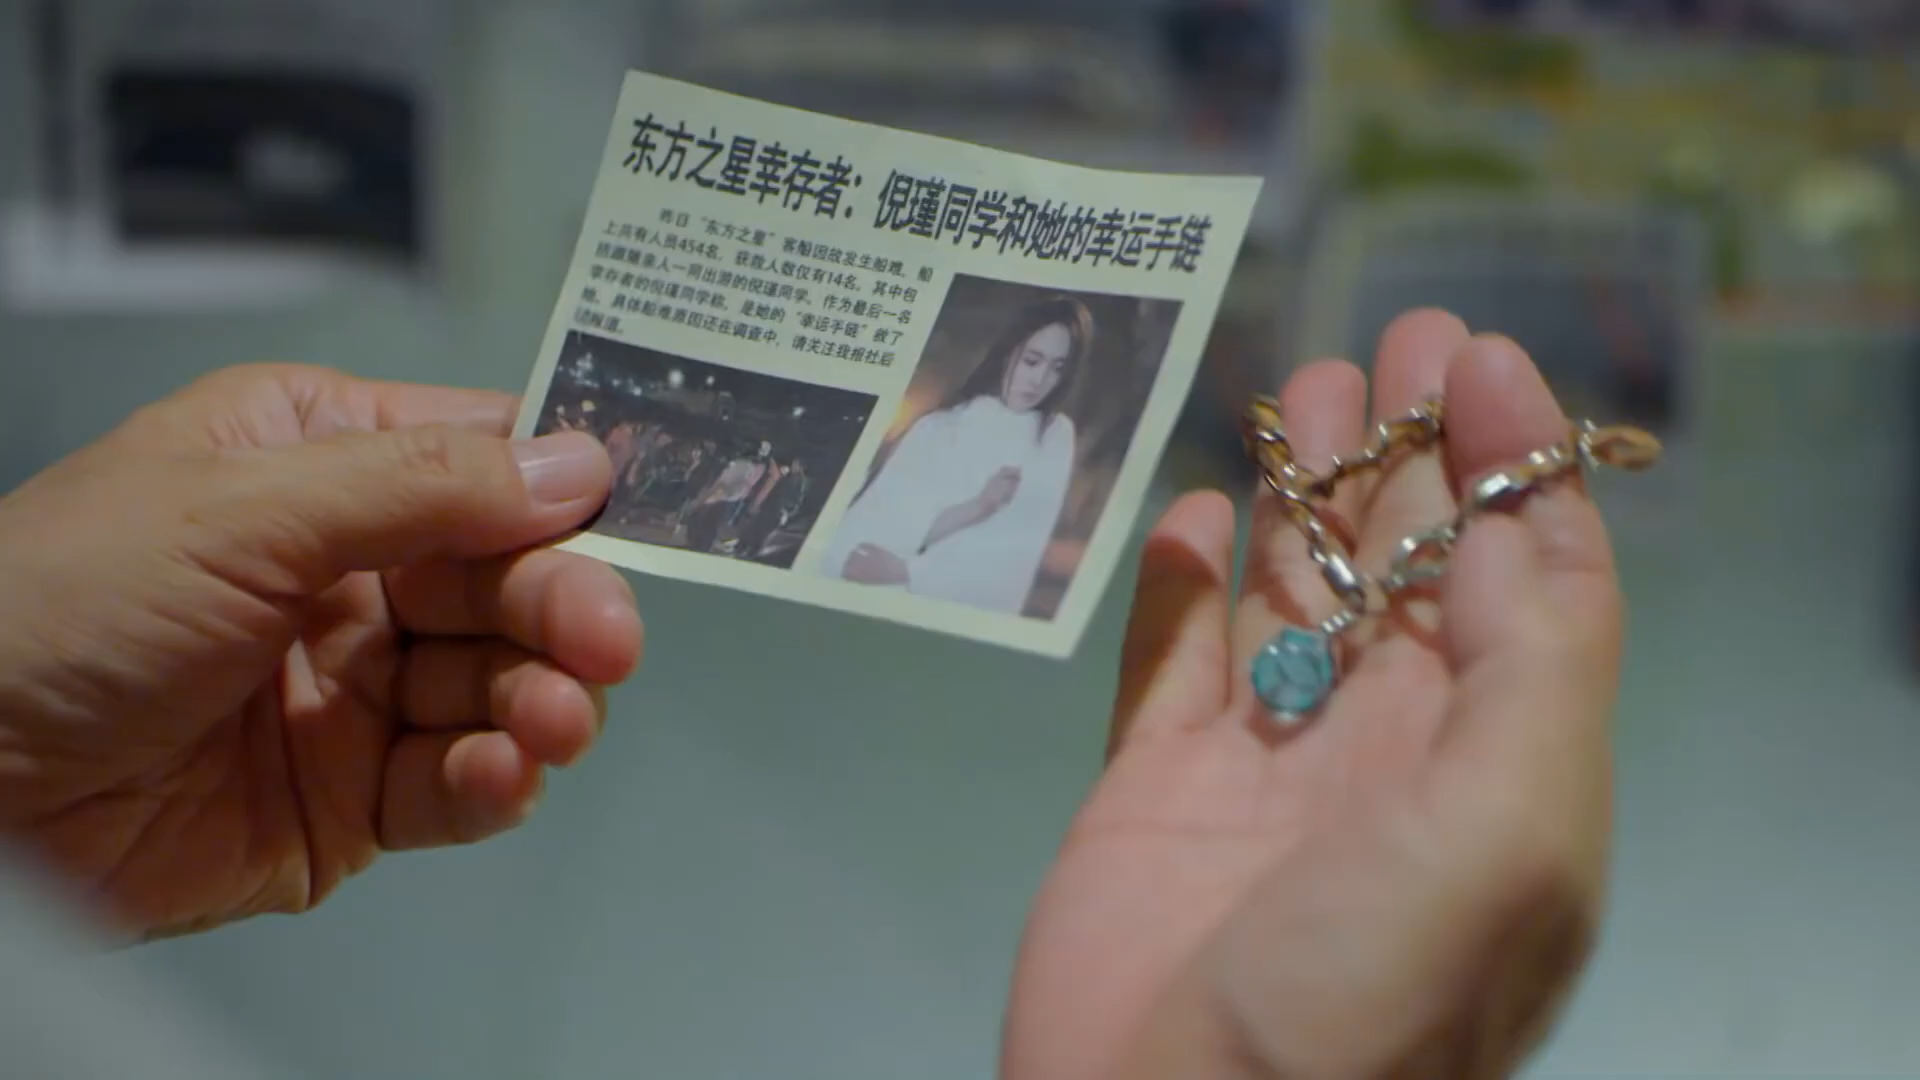 东方之星幸存者：倪瑾同学和她的幸运手链
昨日“东方之星”客船因故发生船难，船
上共有人员454名，获救人数仅有14名。其中包
括跟随亲人一同出游的倪瑾同学。作为最后一名
幸存者的倪瑾同学称，是她的“幸运手链”救了
她。具体船难原因还在调查中，请关注我报社后
续报道。